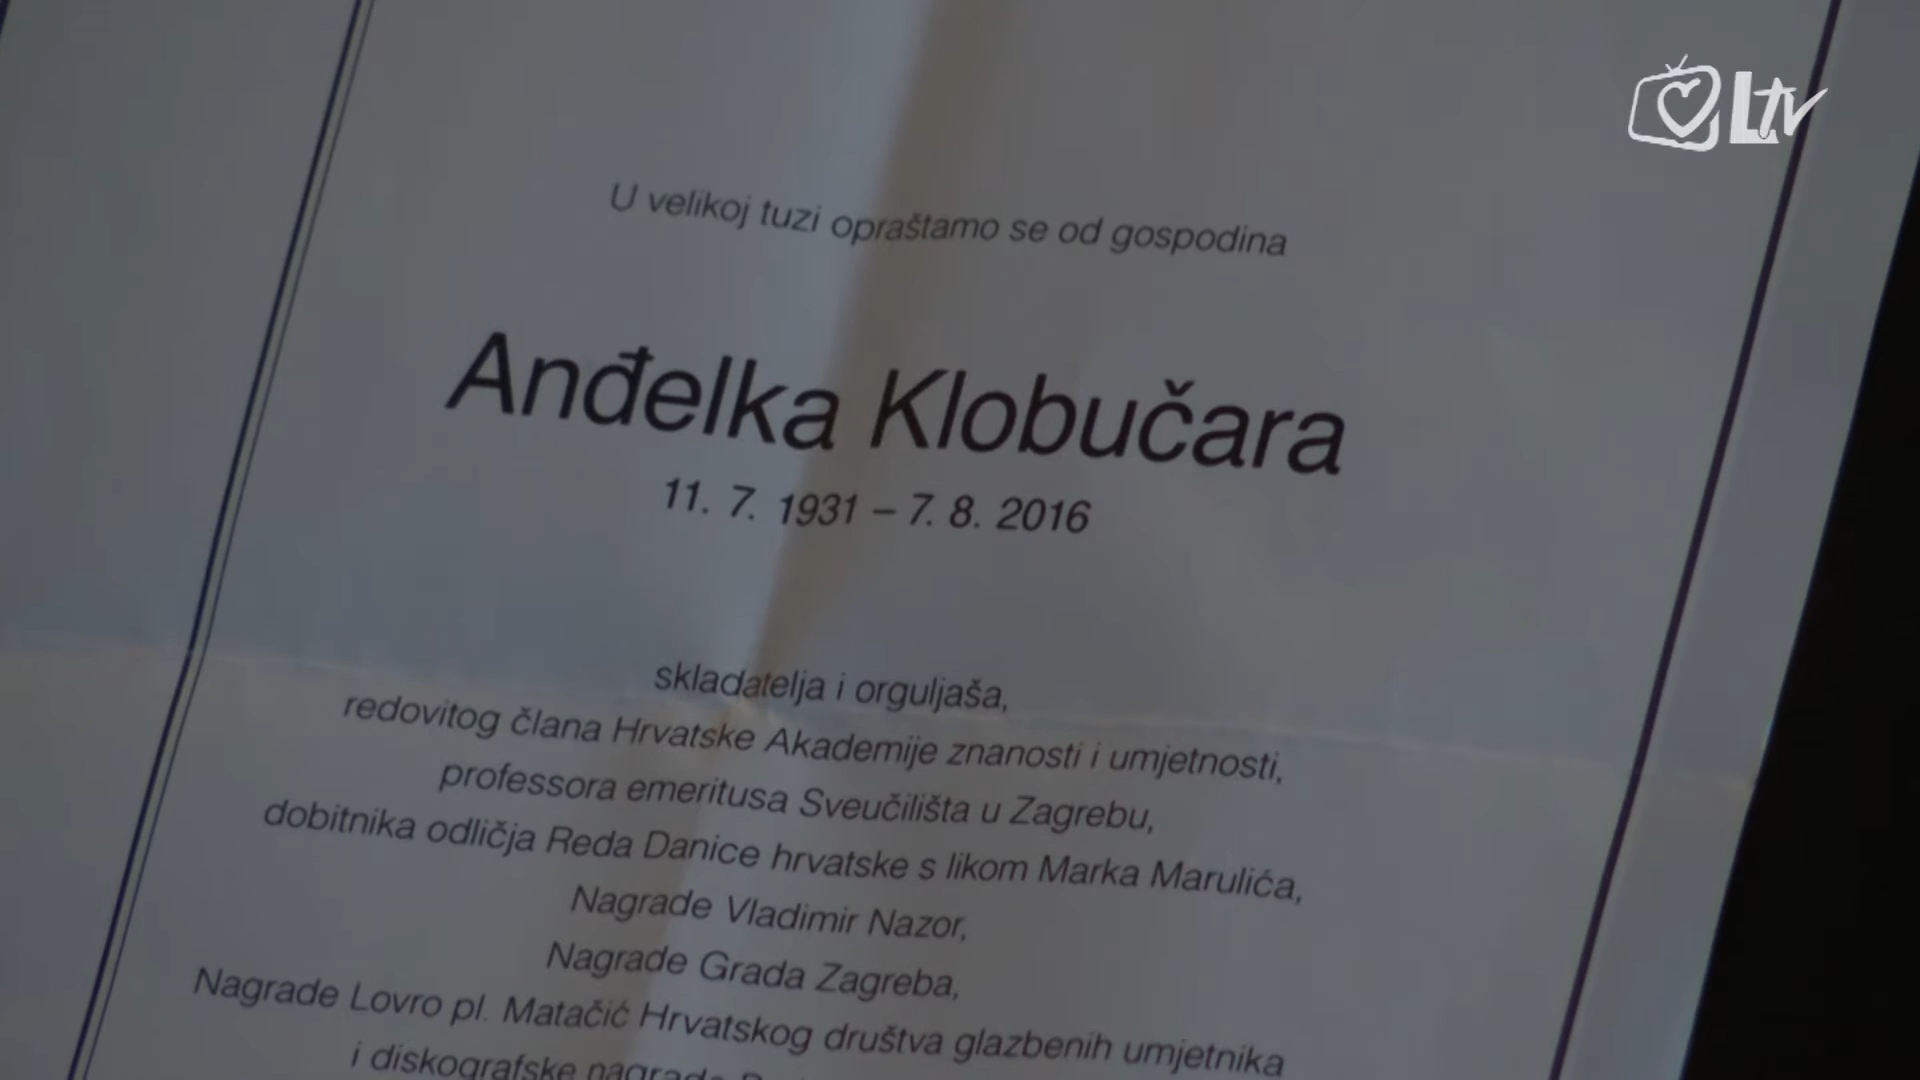 LTV
U velikoj tuzi opraštamo se od gospodina
Anđelka Klobučara
11. 7. 1931 – 7. 8. 2016
skladatelja i orguljaša,
redovitog člana Hrvatske Akademije znanosti i umjetnosti,
professora emeritusa Sveučilišta u Zagrebu,
dobitnika odličja Reda Danice hrvatske s likom Marka Marulića,
Nagrade Vladimir Nazor,
Nagrade Grada Zagreba,
Nagrade Lovro pl. Matačić Hrvatskog društva glazbenih umjetnika
i diskografske nagrade